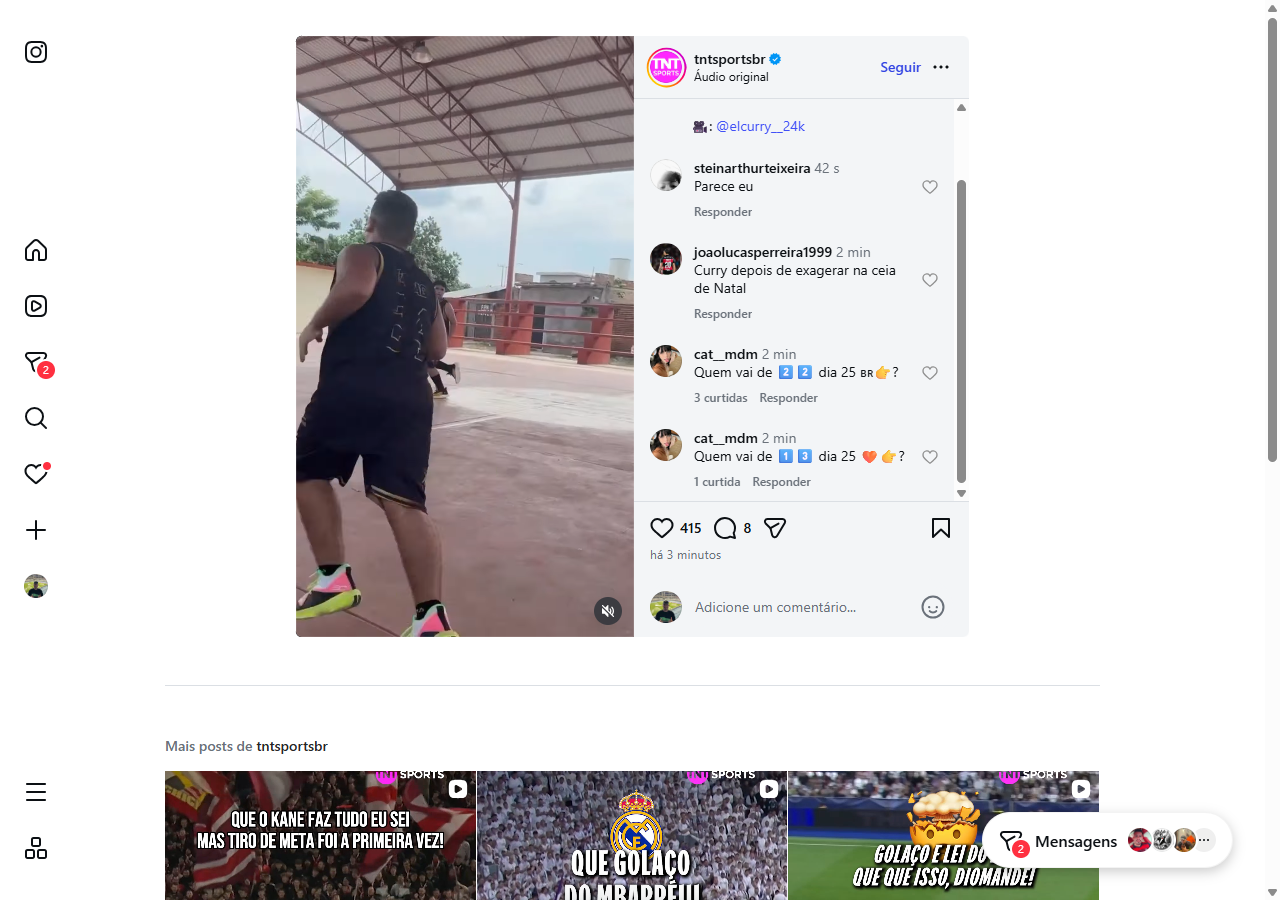 2
TNT
SPORTS
tntsportsbr
Áudio original
Seguir
🎥: @elcurry__24k
steinarthurteixeira 42 s
Parece eu
Responder
joaolucasperreira1999 2 min
Curry depois de exagerar na ceia
de Natal
Responder
cat__mdm 2 min
Quem vai de 2️⃣ 2️⃣ dia 25 🇧🇷👉?
3 curtidas Responder
cat__mdm 2 min
Quem vai de 1️⃣ 3️⃣ dia 25 ❤️ 👉?
1 curtida Responder
415 8
há 3 minutos
Adicione um comentário...
Mais posts de tntsportsbr
TNT SPORTS
QUE O KANE FAZ TUDO EU SEI
MAS TIRO DE META FOI A PRIMEIRA VEZ!
TNT SPORTS
QUE GOLAÇO
DO MBAPPÉ!!!
TNT SPORTS
GOLAÇO E LEI DO
QUE QUE ISSO, DIOMANDE!
2
Mensagens